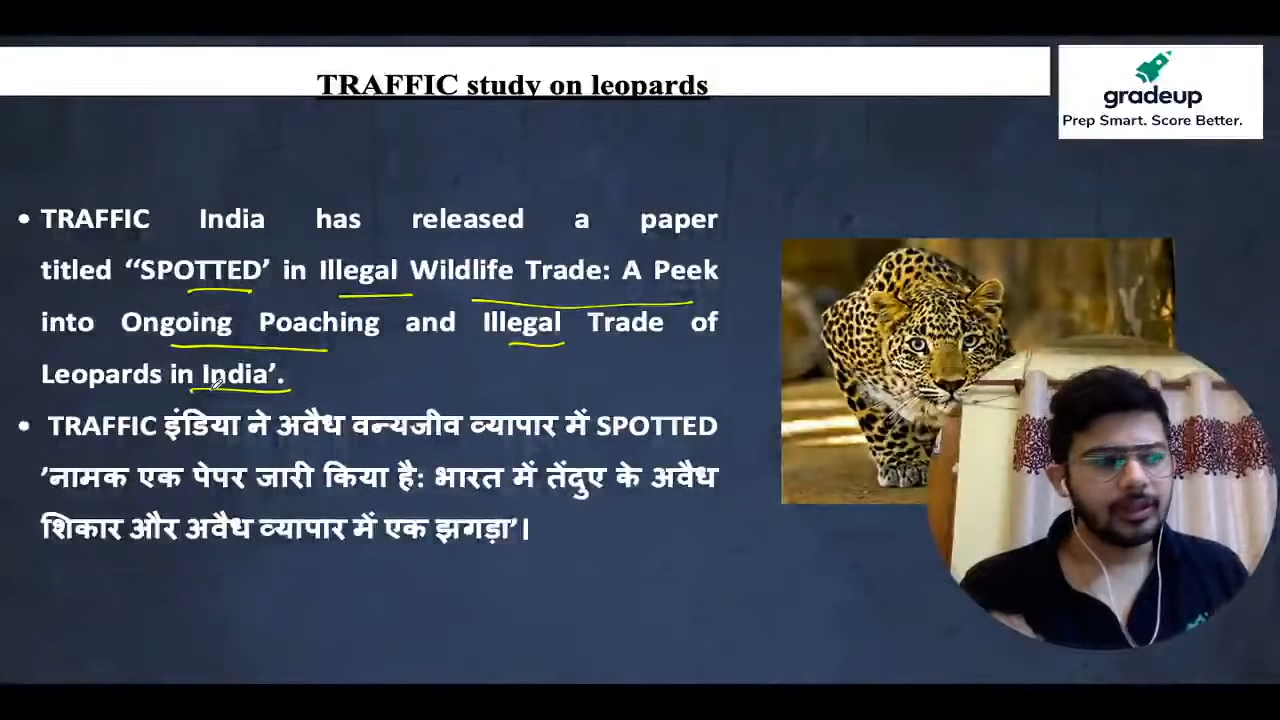 TRAFFIC study on leopards
gradeup
Prep Smart. Score Better.
• TRAFFIC India has released a paper
titled “SPOTTED’ in Illegal Wildlife Trade: A Peek
into Ongoing Poaching and Illegal Trade of
Leopards in India’.
• TRAFFIC इंडिया ने अवैध वन्यजीव व्यापार में SPOTTED
’नामक एक पेपर जारी किया है: भारत में तेंदुए के अवैध
शिकार और अवैध व्यापार में एक झगड़ा’।